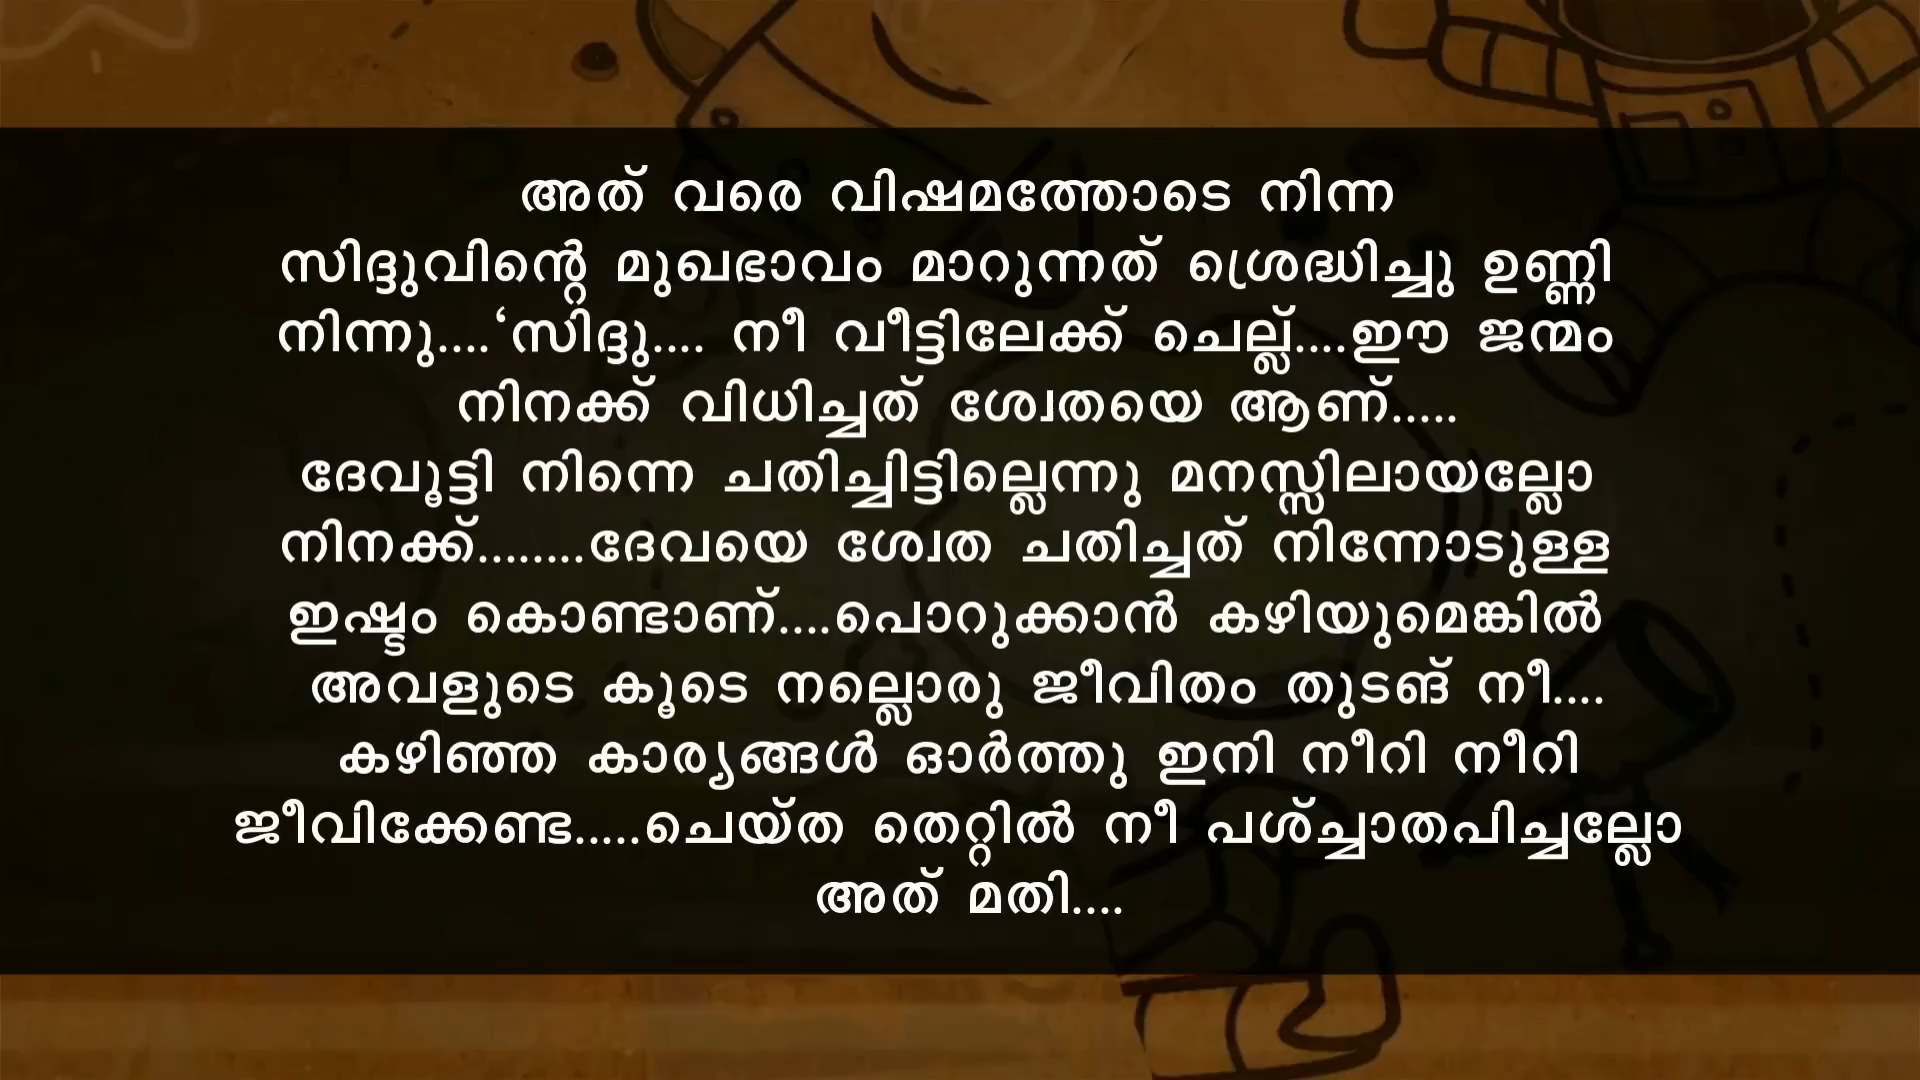 അത് വരെ വിഷമത്തോടെ നിന്ന
സിദ്ദുവിന്റെ മുഖഭാവം മാറുന്നത് ശ്രെദ്ധിച്ചു ഉണ്ണി
നിന്നു....‘സിദ്ദു.... നീ വീട്ടിലേക്ക് ചെല്ല്....ഈ ജന്മം
നിനക്ക് വിധിച്ചത് ശ്വേതയെ ആണ്.....
ദേവൂട്ടി നിന്നെ ചതിച്ചിട്ടില്ലെന്നു മനസ്സിലായല്ലോ
നിനക്ക്........ദേവയെ ശ്വേത ചതിച്ചത് നിന്നോടുള്ള
ഇഷ്ടം കൊണ്ടാണ്....പൊറുക്കാൻ കഴിയുമെങ്കിൽ
അവളുടെ കൂടെ നല്ലൊരു ജീവിതം തുടങ് നീ....
കഴിഞ്ഞ കാര്യങ്ങൾ ഓർത്തു ഇനി നീറി നീറി
ജീവിക്കേണ്ട.....ചെയ്ത തെറ്റിൽ നീ പശ്ച്ചാതപിച്ചല്ലോ
അത് മതി....